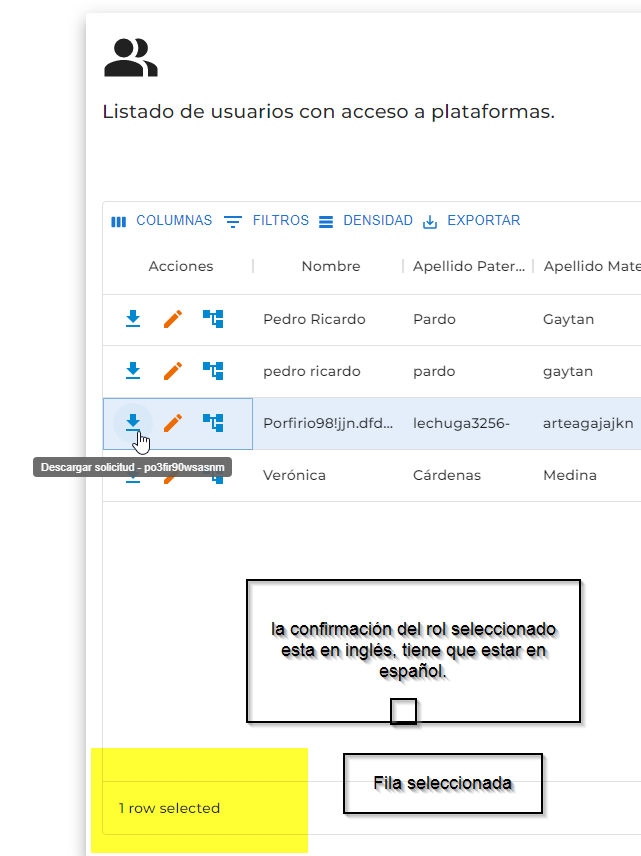 Listado de usuarios con acceso a plataformas.
COLUMNAS FILTROS DENSIDAD EXPORTAR
Acciones Nombre Apellido Pater... Apellido Mate
Pedro Ricardo Pardo Gaytan
pedro ricardo pardo gaytan
Porfirio98!jjn.dfd... lechuga3256- arteagajajkn
Descargar solicitud - po3fir90wsasnm
Verónica Cárdenas Medina
la confirmación del rol seleccionado
esta en inglés, tiene que estar en
español.
Fila seleccionada
1 row selected